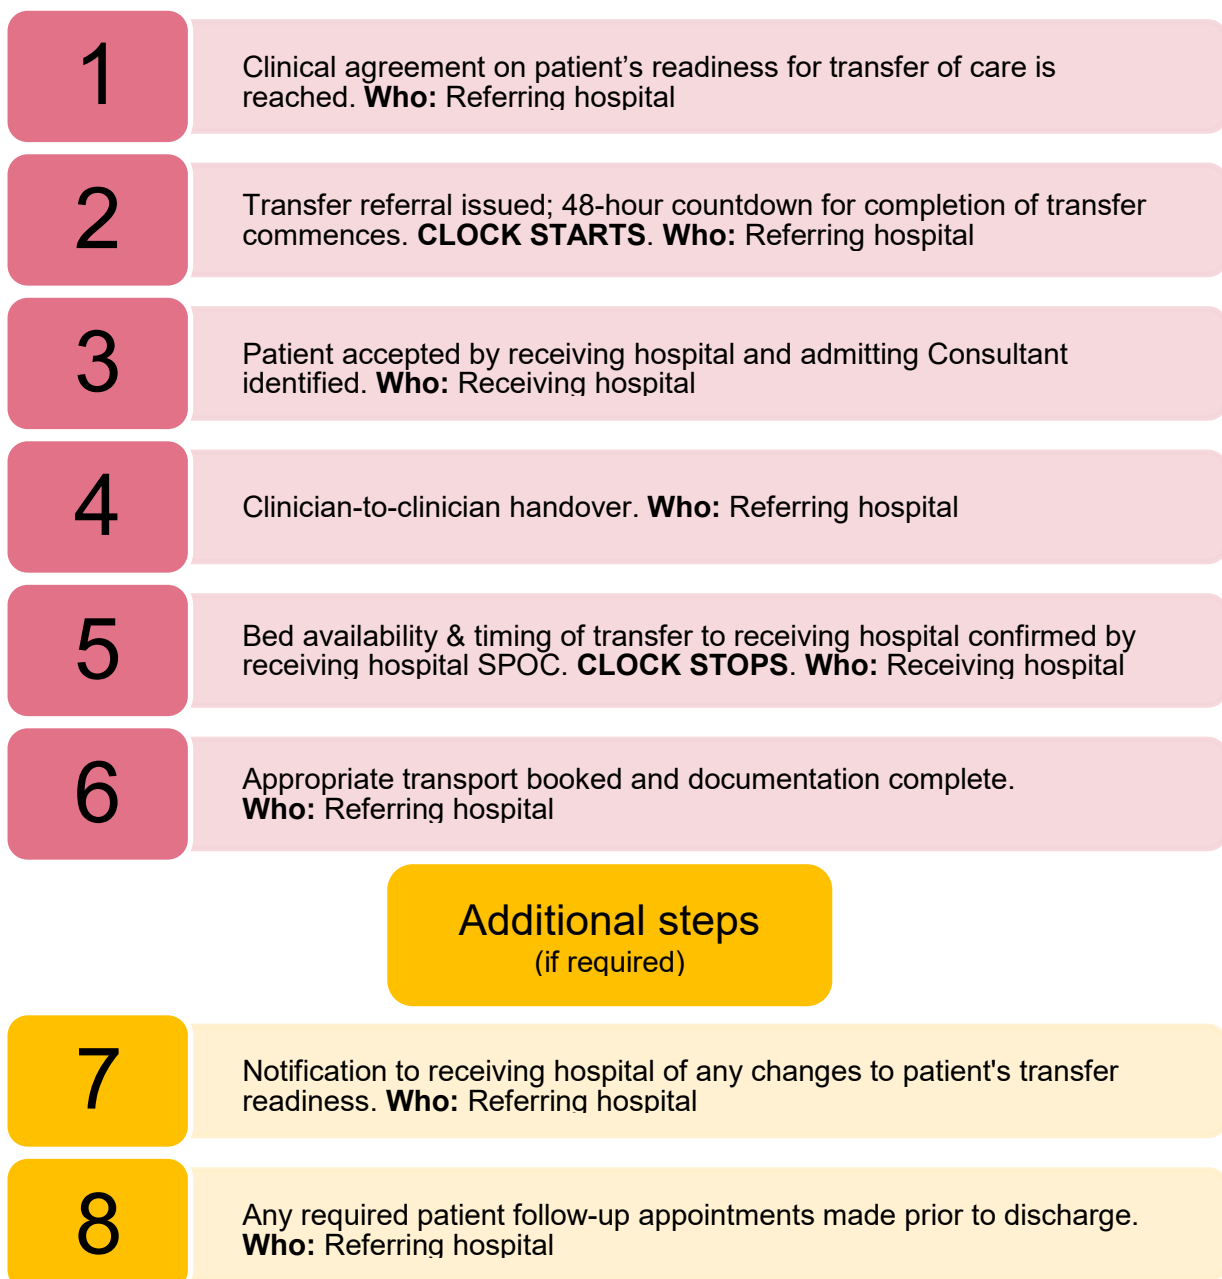 1
Clinical agreement on patient’s readiness for transfer of care is
reached. Who: Referring hospital
2
Transfer referral issued; 48-hour countdown for completion of transfer
commences. CLOCK STARTS. Who: Referring hospital
3
Patient accepted by receiving hospital and admitting Consultant
identified. Who: Receiving hospital
4
Clinician-to-clinician handover. Who: Referring hospital
5
Bed availability & timing of transfer to receiving hospital confirmed by
receiving hospital SPOC. CLOCK STOPS. Who: Receiving hospital
6
Appropriate transport booked and documentation complete.
Who: Referring hospital
Additional steps
(if required)
7
Notification to receiving hospital of any changes to patient's transfer
readiness. Who: Referring hospital
8
Any required patient follow-up appointments made prior to discharge.
Who: Referring hospital